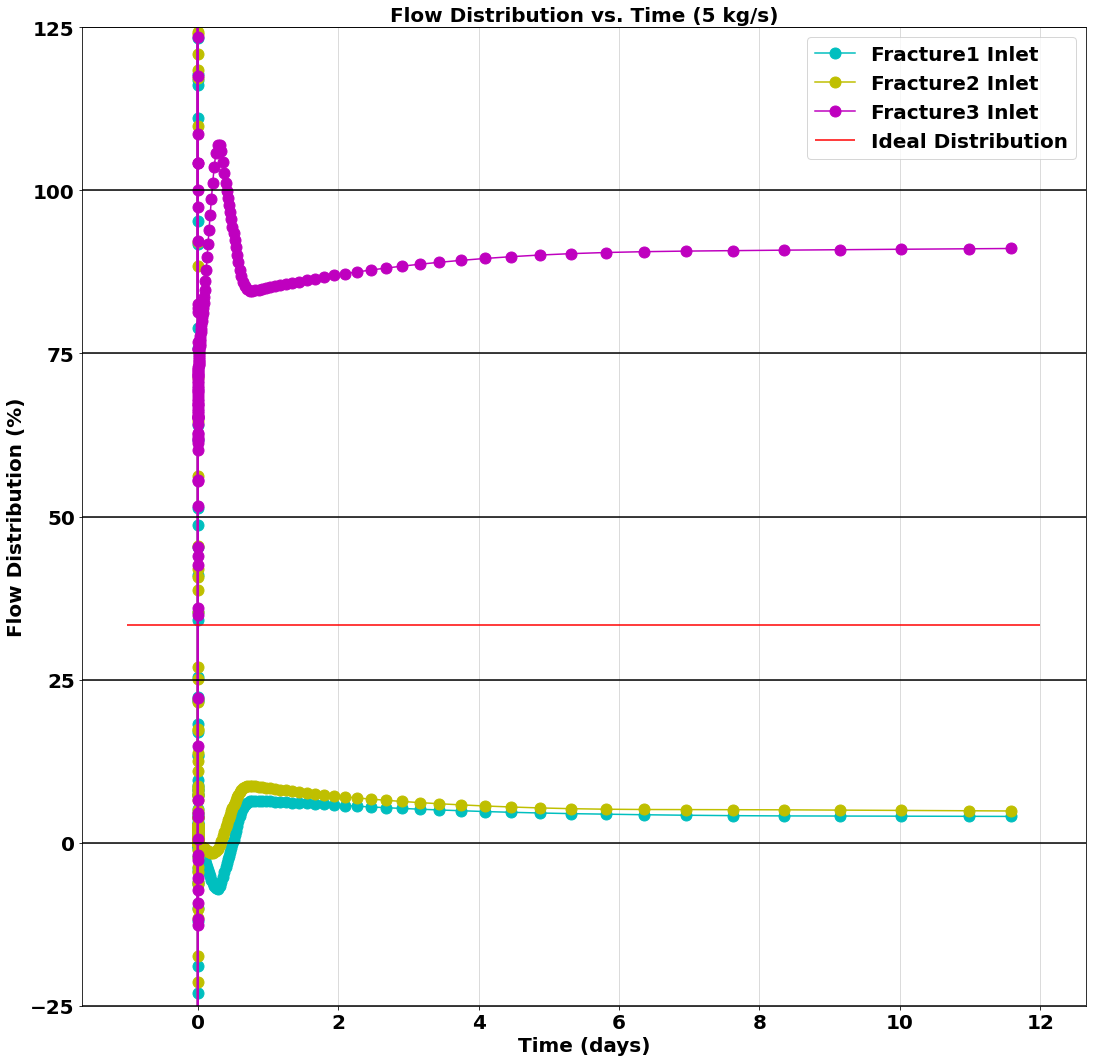 Flow Distribution vs. Time (5 kg/s)
125
100
75
50
25
0
−25
Flow Distribution (%)
Fracture1 Inlet
Fracture2 Inlet
Fracture3 Inlet
Ideal Distribution
0 2 4 6 8 10 12
Time (days)